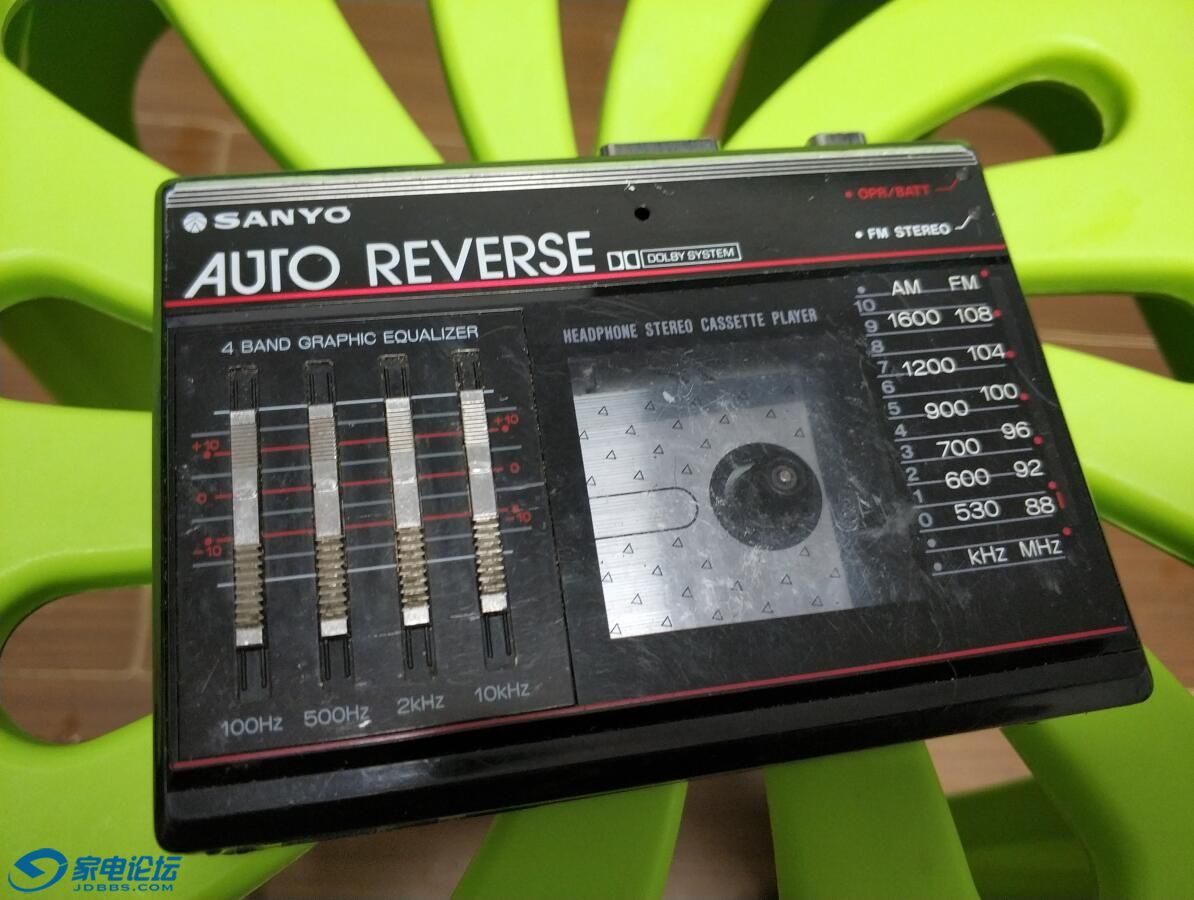 SANYO
OPR/BATT
FM STEREO
AUTO REVERSE DOLBY SYSTEM
4 BAND GRAPHIC EQUALIZER
HEADPHONE STEREO CASSETTE PLAYER
AM FM
10
9 1600 108
8
7 1200 104
6
5 900 100
4
3 700 96
2
1 600 92
0 530 88
kHz MHz
+10 +10
0 0
-10 -10
100Hz 500Hz 2kHz 10kHz
家电论坛
JDBBS.COM